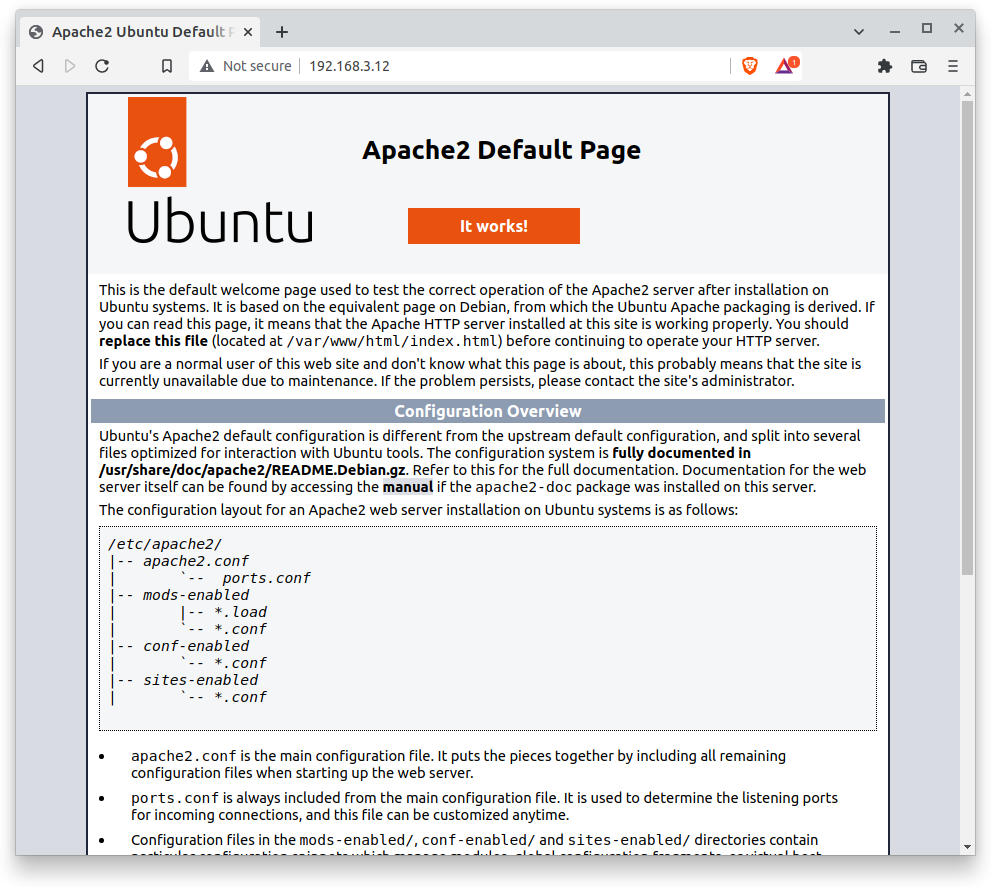 Apache2 Ubuntu Default P
Not secure 192.168.3.12
1
Ubuntu
Apache2 Default Page
It works!
This is the default welcome page used to test the correct operation of the Apache2 server after installation on
Ubuntu systems. It is based on the equivalent page on Debian, from which the Ubuntu Apache packaging is derived. If
you can read this page, it means that the Apache HTTP server installed at this site is working properly. You should
replace this file (located at /var/www/html/index.html) before continuing to operate your HTTP server.
If you are a normal user of this web site and don't know what this page is about, this probably means that the site is
currently unavailable due to maintenance. If the problem persists, please contact the site's administrator.
Configuration Overview
Ubuntu's Apache2 default configuration is different from the upstream default configuration, and split into several
files optimized for interaction with Ubuntu tools. The configuration system is fully documented in
/usr/share/doc/apache2/README.Debian.gz. Refer to this for the full documentation. Documentation for the web
server itself can be found by accessing the manual if the apache2-doc package was installed on this server.
The configuration layout for an Apache2 web server installation on Ubuntu systems is as follows:
/etc/apache2/
|-- apache2.conf
|       `--  ports.conf
|-- mods-enabled
|       |-- *.load
|       `-- *.conf
|-- conf-enabled
|       `-- *.conf
|-- sites-enabled
|       `-- *.conf
• apache2.conf is the main configuration file. It puts the pieces together by including all remaining
configuration files when starting up the web server.
• ports.conf is always included from the main configuration file. It is used to determine the listening ports
for incoming connections, and this file can be customized anytime.
• Configuration files in the mods-enabled/, conf-enabled/ and sites-enabled/ directories contain
particular configuration snippets which manage modules, global configuration fragments, or virtual host